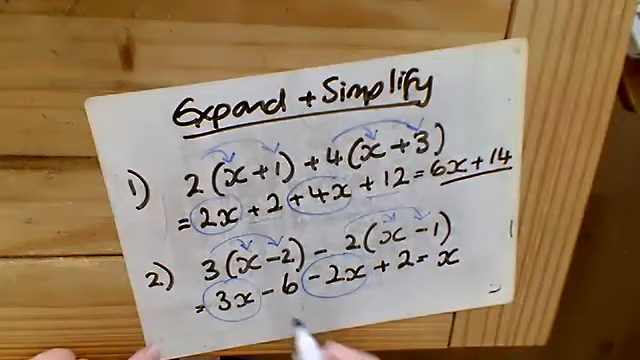 Expand + Simplify
1) 2(x+1) + 4(x+3)
= 2x + 2 + 4x + 12 = 6x + 14
2) 3(x-2) - 2(x-1)
= 3x - 6 - 2x + 2 = x